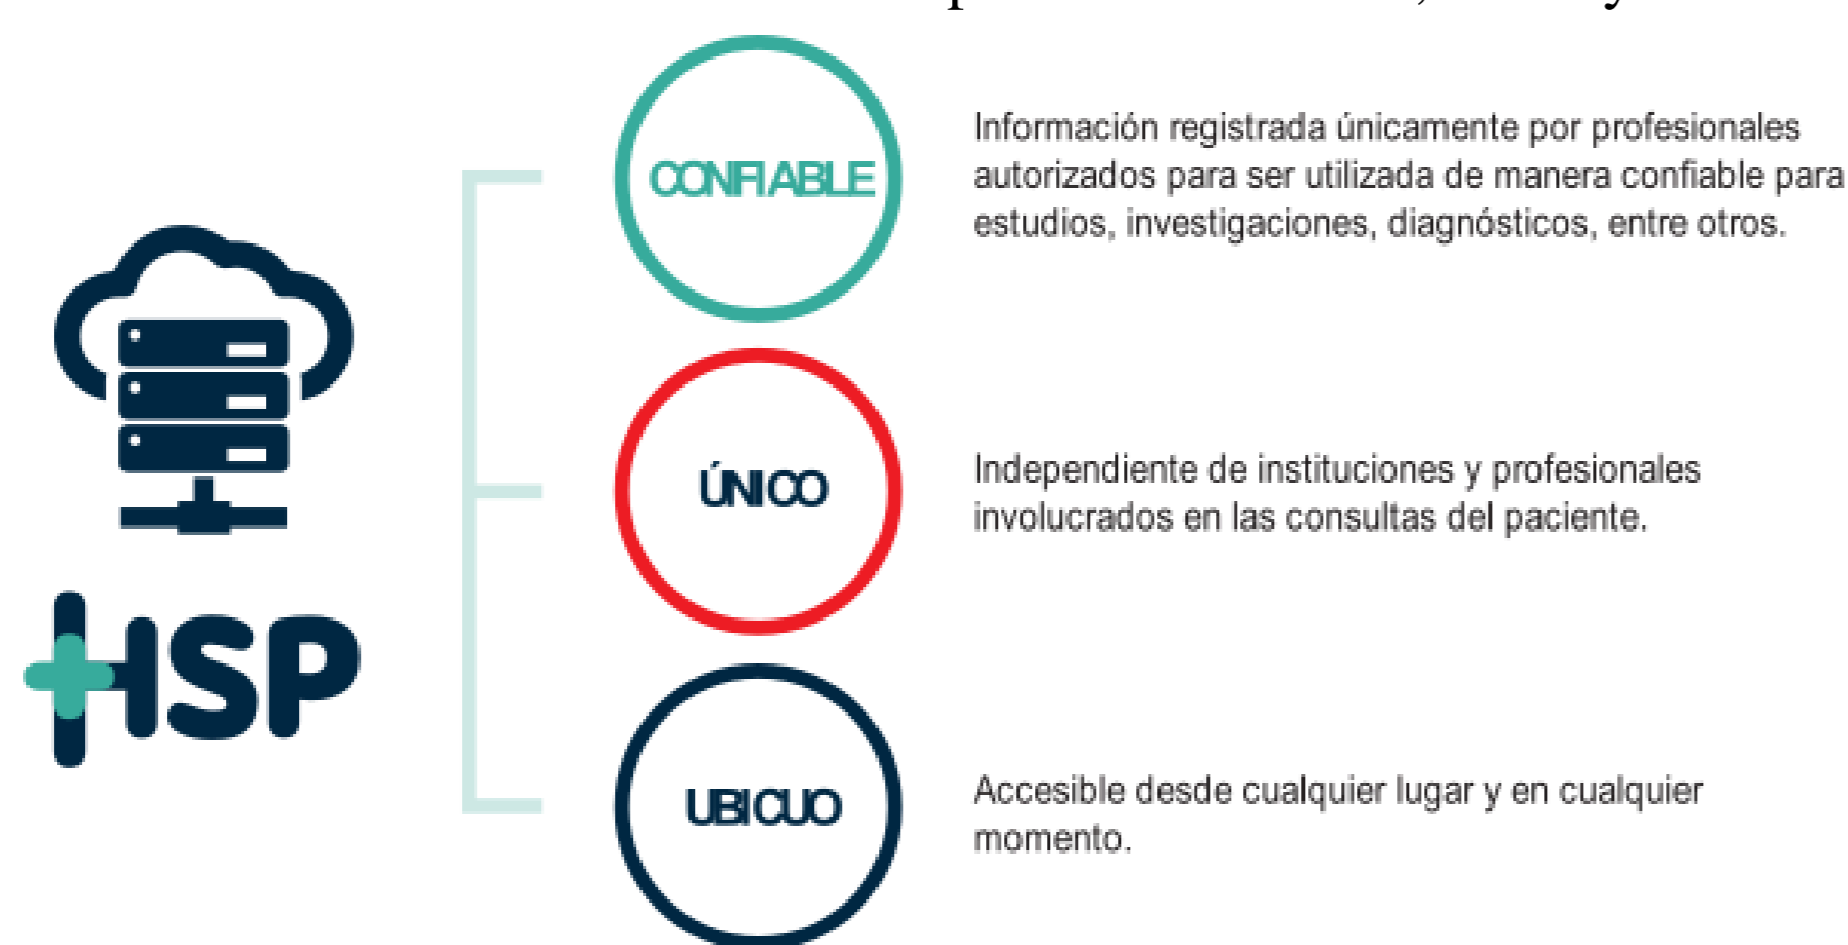 CONFIABLE
Información registrada únicamente por profesionales
autorizados para ser utilizada de manera confiable para
estudios, investigaciones, diagnósticos, entre otros.
ÚNICO
Independiente de instituciones y profesionales
involucrados en las consultas del paciente.
HSP
UBICUO
Accesible desde cualquier lugar y en cualquier
momento.